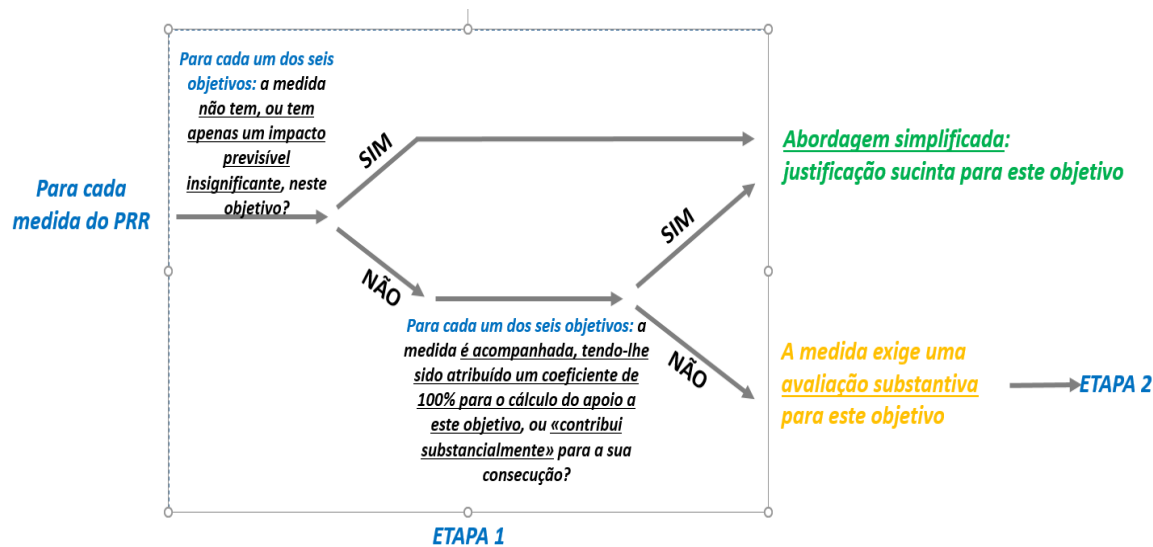 Para cada um dos seis
objetivos: a medida
não tem, ou tem
apenas um impacto
previsível
insignificante, neste
objetivo?
Para cada
medida do PRR
SIM
NÃO
Abordagem simplificada:
justificação sucinta para este objetivo
Para cada um dos seis objetivos: a
medida é acompanhada, tendo-lhe
sido atribuído um coeficiente de
100% para o cálculo do apoio a
este objetivo, ou «contribui
substancialmente» para a sua
consecução?
SIM
NÃO
A medida exige uma
avaliação substantiva
para este objetivo
ETAPA 2
ETAPA 1